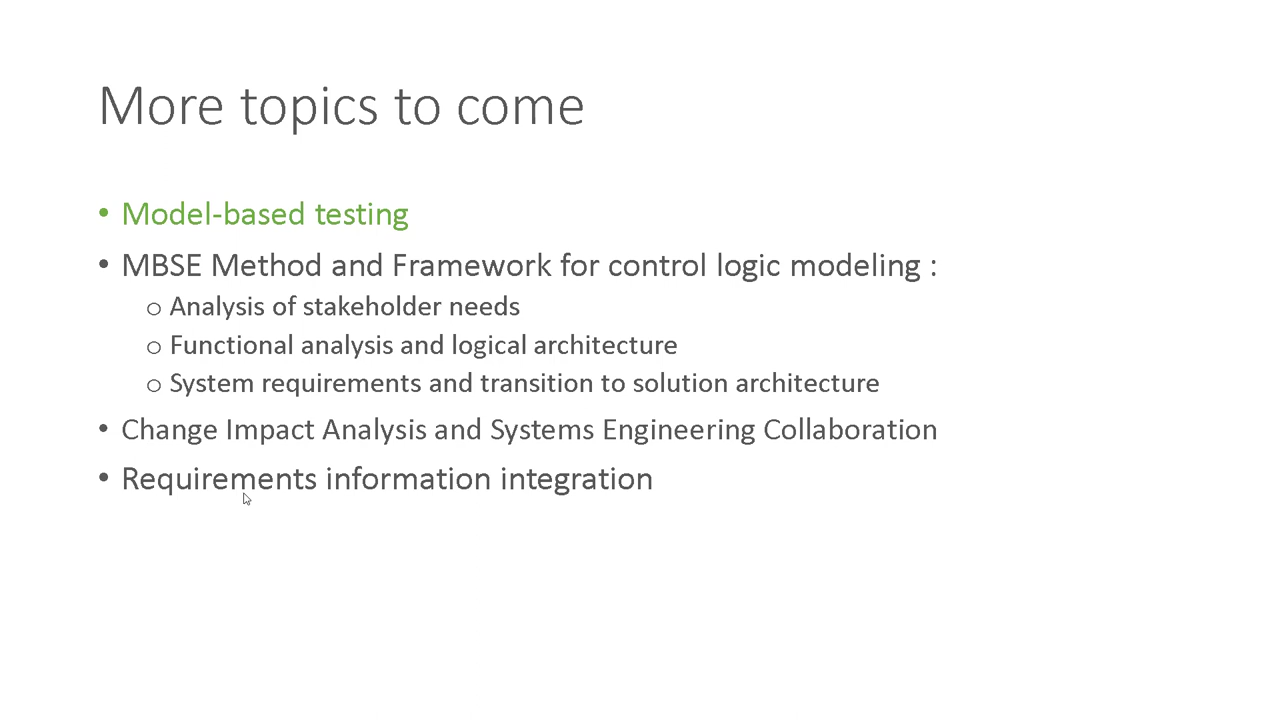 More topics to come
• Model-based testing
• MBSE Method and Framework for control logic modeling :
o Analysis of stakeholder needs
o Functional analysis and logical architecture
o System requirements and transition to solution architecture
• Change Impact Analysis and Systems Engineering Collaboration
• Requirements information integration